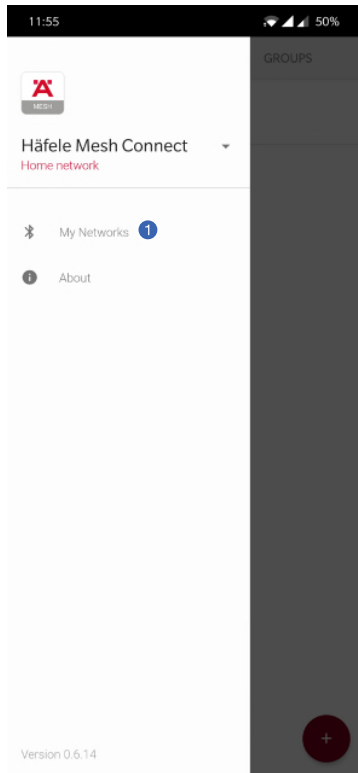 11:55
50%
GROUPS
MESH
Häfele Mesh Connect
Home network
My Networks
1
About
Version 0.6.14
+